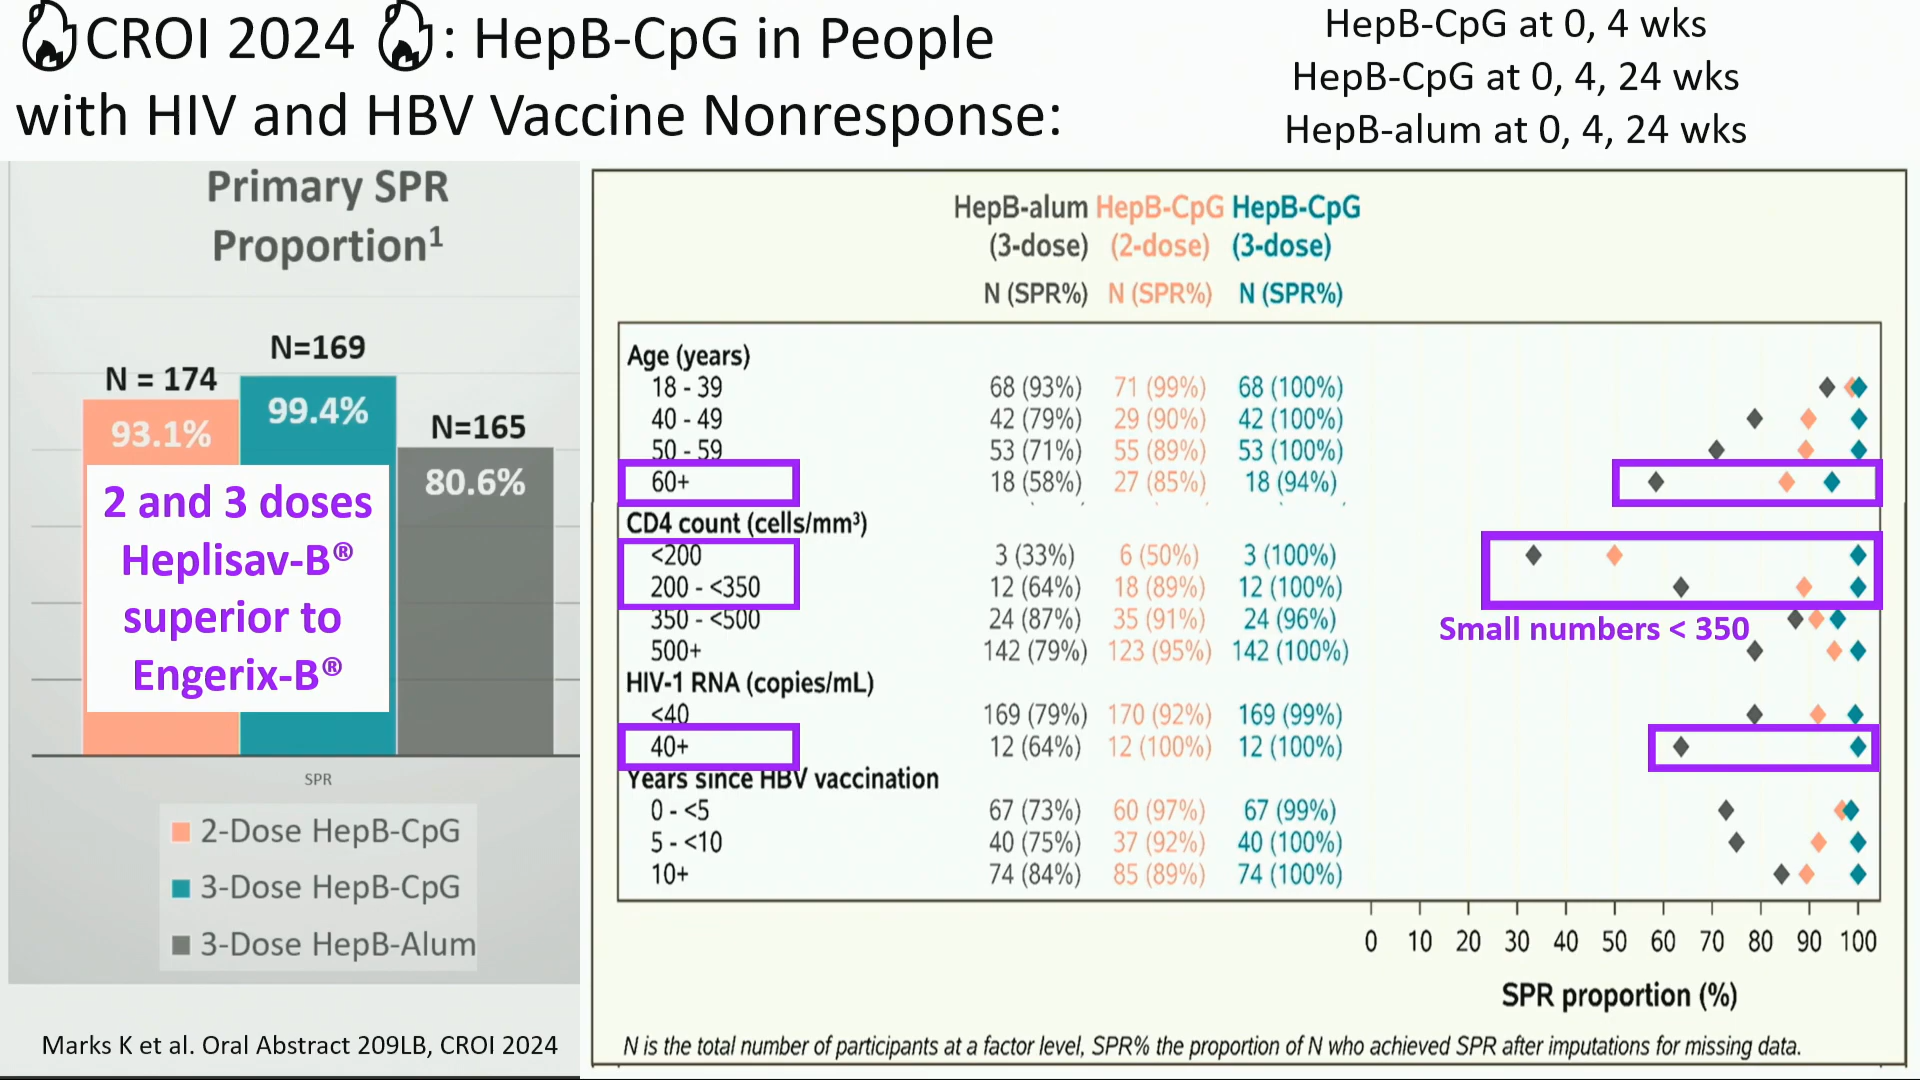 CROI 2024 : HepB-CpG in People
with HIV and HBV Vaccine Nonresponse:
HepB-CpG at 0, 4 wks
HepB-CpG at 0, 4, 24 wks
HepB-alum at 0, 4, 24 wks
Primary SPR
Proportion¹
N = 174
N=169
N=165
93.1%
99.4%
80.6%
2 and 3 doses
Heplisav-B®
superior to
Engerix-B®
SPR
2-Dose HepB-CpG
3-Dose HepB-CpG
3-Dose HepB-Alum
Marks K et al. Oral Abstract 209LB, CROI 2024
HepB-alum HepB-CpG HepB-CpG
(3-dose) (2-dose) (3-dose)
N (SPR%) N (SPR%) N (SPR%)
Age (years)
18 - 39 68 (93%) 71 (99%) 68 (100%)
40 - 49 42 (79%) 29 (90%) 42 (100%)
50 - 59 53 (71%) 55 (89%) 53 (100%)
60+ 18 (58%) 27 (85%) 18 (94%)
CD4 count (cells/mm³)
<200 3 (33%) 6 (50%) 3 (100%)
200 - <350 12 (64%) 18 (89%) 12 (100%)
350 - <500 24 (87%) 35 (91%) 24 (96%)
Small numbers < 350
500+ 142 (79%) 123 (95%) 142 (100%)
HIV-1 RNA (copies/mL)
<40 169 (79%) 170 (92%) 169 (99%)
40+ 12 (64%) 12 (100%) 12 (100%)
Years since HBV vaccination
0 - <5 67 (73%) 60 (97%) 67 (99%)
5 - <10 40 (75%) 37 (92%) 40 (100%)
10+ 74 (84%) 85 (89%) 74 (100%)
0 10 20 30 40 50 60 70 80 90 100
SPR proportion (%)
N is the total number of participants at a factor level, SPR% the proportion of N who achieved SPR after imputations for missing data.